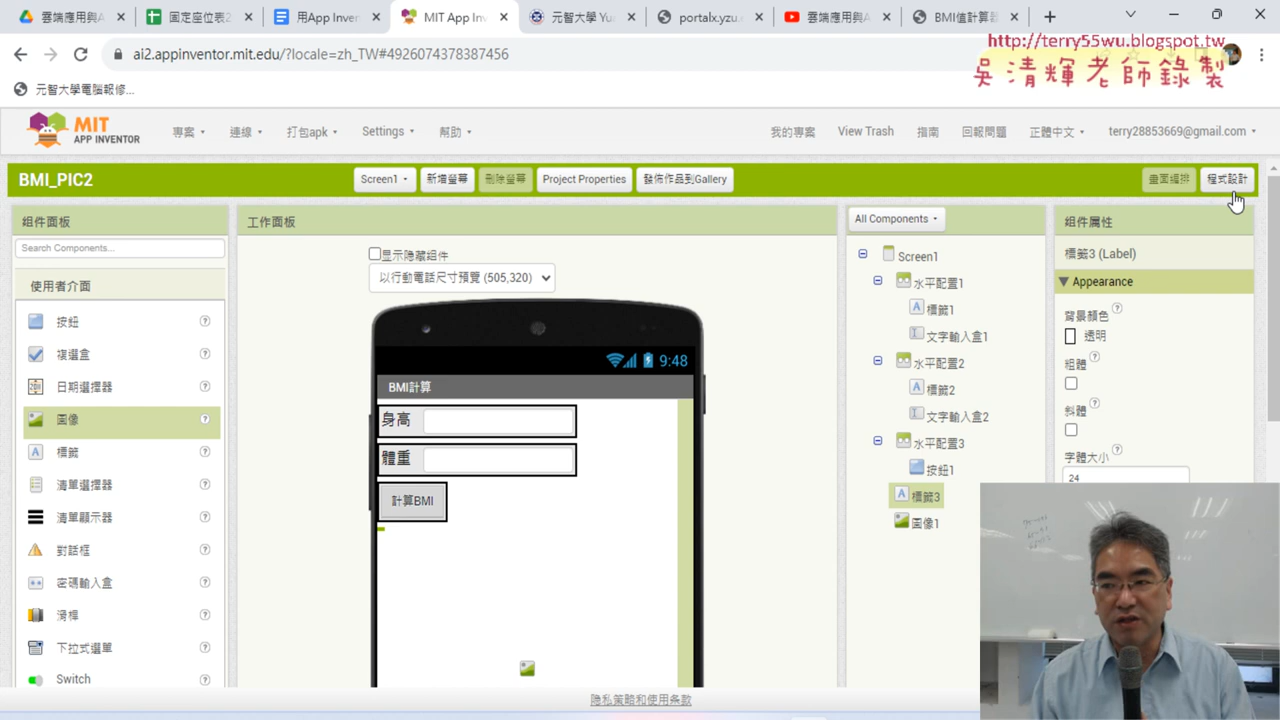 雲端應用與A
固定座位表2
用App Inven
MIT App Inv
元智大學 Yua
portalx.yzu.c
雲端應用與A
BMI值計算器
ai2.appinventor.mit.edu/?locale=zh_TW#4926074378387456
http://terry55wu.blogspot.tw
吳清輝老師錄製
元智大學電腦報修...
MIT
APP INVENTOR
專案
連線
打包apk
Settings
幫助
我的專案
View Trash
指南
回報問題
正體中文
terry28853669@gmail.com
BMI_PIC2
Screen1
新增螢幕
刪除螢幕
Project Properties
發佈作品到Gallery
畫面編排
程式設計
组件面板
Search Components...
使用者介面
按鈕
複選盒
日期選擇器
圖像
標籤
清單選擇器
清單顯示器
對話框
密碼輸入盒
滑桿
下拉式選單
Switch
工作面板
显示隐藏组件
以行動電話尺寸預覽 (505,320)
9:48
BMI計算
身高
體重
計算BMI
All Components
Screen1
水平配置1
標籤1
文字輸入盒1
水平配置2
標籤2
文字輸入盒2
水平配置3
按鈕1
標籤3
圖像1
组件属性
標籤3 (Label)
Appearance
背景顏色
透明
粗體
斜體
字體大小
24
隐私策略和使用条款